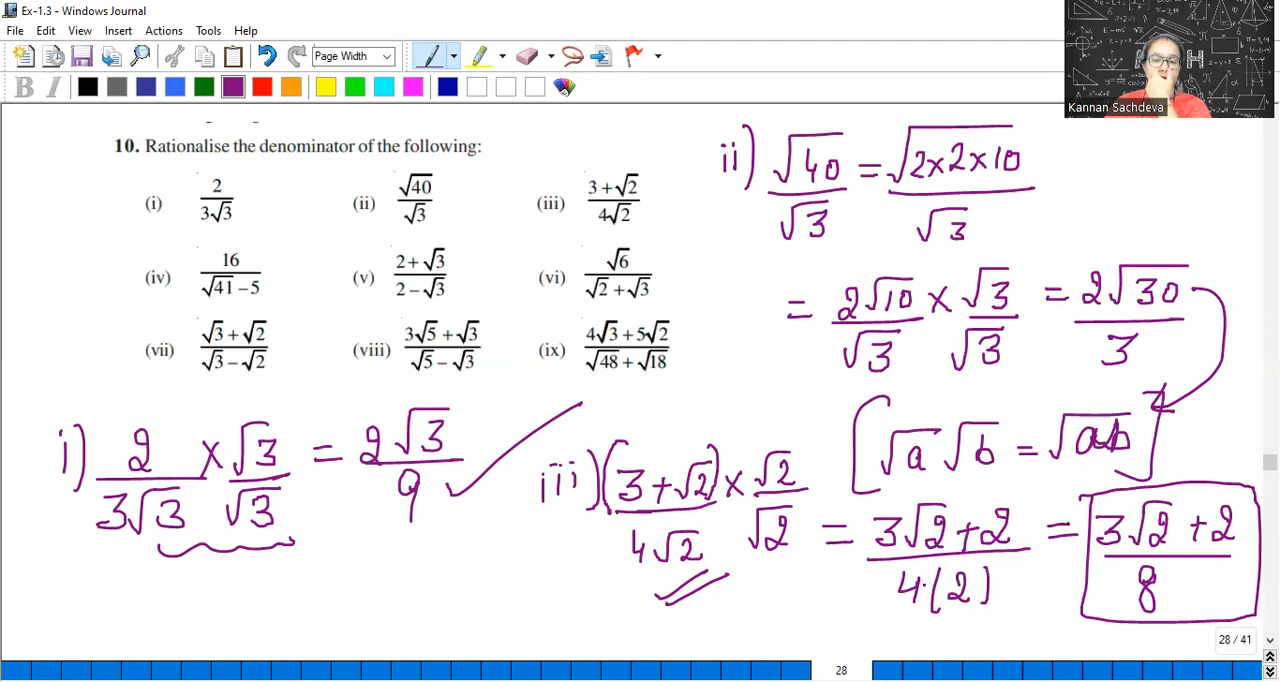 Ex-1.3 - Windows Journal
File Edit View Insert Actions Tools Help
Page Width
B I
Kannan Sachdeva
10. Rationalise the denominator of the following:
(i) 2/3√3 (ii) √40/√3 (iii) 3+√2/4√2
(iv) 16/√41–5 (v) 2+√3/2–√3 (vi) √6/√2+√3
(vii) √3+√2/√3–√2 (viii) 3√5+√3/√5–√3 (ix) 4√3+5√2/√48+√18
ii) √40/√3 = √2×2×10/√3
= 2√10/√3 × √3/√3 = 2√30/3
[√a √b = √ab]
i) 2/3√3 × √3/√3 = 2√3/9
iii) (3+√2)/4√2 × √2/√2 = 3√2+2/4·(2) = 3√2+2/8
28 / 41
28